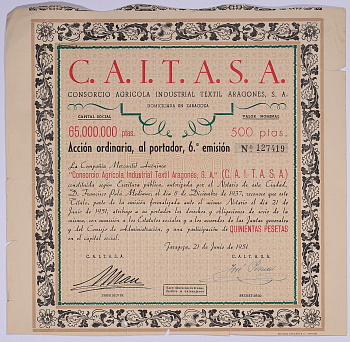 C. A. I. T. A. S. A.
CONSORCIO AGRICOLA INDUSTRIAL TEXTIL ARAGONES, S. A.
DOMICILIADA EN ZARAGOZA
CAPITAL SOCIAL
VALOR NOMINAL
65.000.000 ptas.
500 ptas.
Acción ordinaria, al portador, 6.ª emisión
Nº 127419
La Compañía Mercantil Anónima
"Consorcio Agrícola Industrial Textil Aragonés, S. A." (C. A. I. T. A. S. A)
constituída según Escritura pública, autorizada por el Notario de esta Ciudad,
D. Francisco Palá Mediano, en 6 de Diciembre de 1937, reconoce que este
Título, parte de la emisión formalizada ante el mismo Notario el día 21 de
Junio de 1951, atribuye a su portador los derechos y obligaciones de socio de la
misma, con sumisión a los Estatutos sociales y a los acuerdos de las Juntas generales
y del Consejo de Administración, y una participación de QUINIENTAS PESETAS
en el capital social.
Zaragoza, 21 de Junio de 1951
C. A. I. T. A. S. A.
C. A. I. T. A. S. A.
SECRETARIO